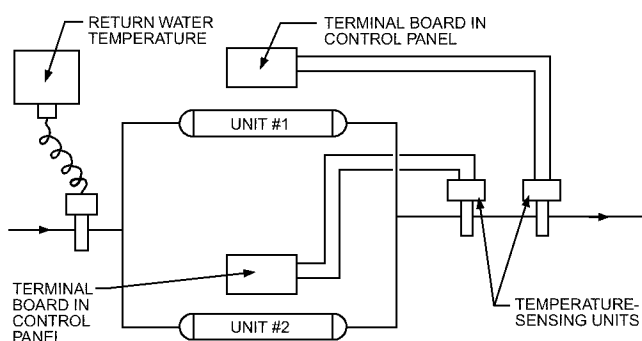 RETURN WATER
TEMPERATURE
TERMINAL BOARD IN
CONTROL PANEL
UNIT #1
TERMINAL
BOARD IN
CONTROL
PANEL
UNIT #2
TEMPERATURE-
SENSING UNITS